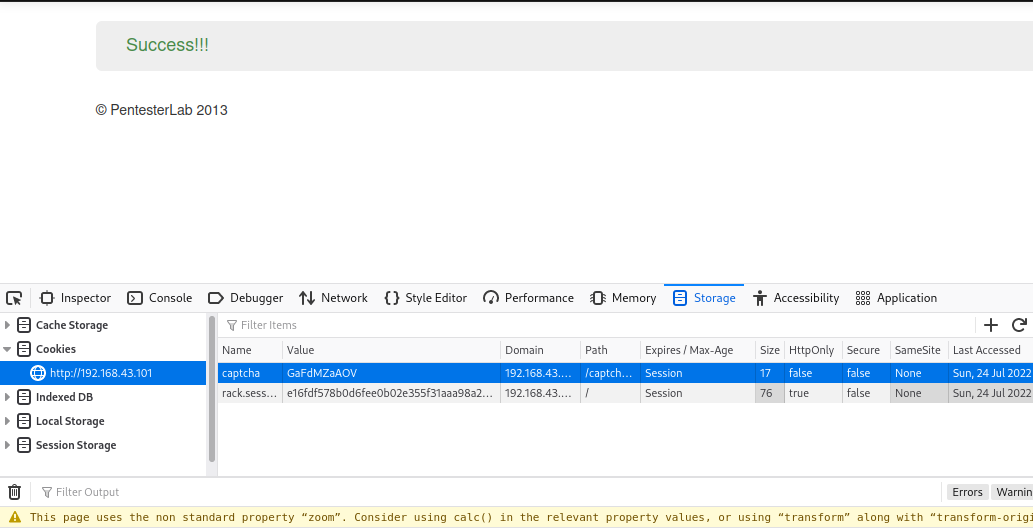 Success!!!
© PentesterLab 2013
Inspector Console Debugger Network Style Editor Performance Memory Storage Accessibility Application
Cache Storage
Cookies
http://192.168.43.101
Indexed DB
Local Storage
Session Storage
Filter Items
Name Value Domain Path Expires / Max-Age Size HttpOnly Secure SameSite Last Accessed
captcha GaFdMZaAOV 192.168.43.... /captch... Session 17 false false None Sun, 24 Jul 2022
rack.sess... e16fdf578b0d6fee0b02e355f31aaa98a2... 192.168.43.... / Session 76 true false None Sun, 24 Jul 2022
Filter Output Errors Warnin
This page uses the non standard property “zoom”. Consider using calc() in the relevant property values, or using “transform” along with “transform-orig